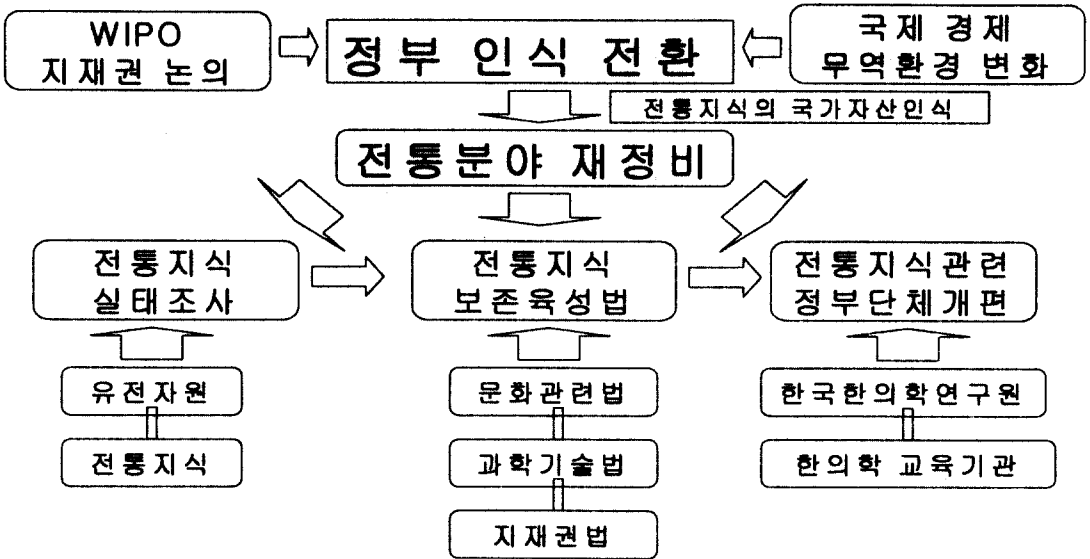 WIPO
지재권 논의
정부 인식 전환
국제 경제
무역환경 변화
전통지식의 국가자산인식
전통분야 재정비
전통지식
실태조사
전통지식
보존육성법
전통지식관련
정부단체개편
유전자원
문화관련법
한국한의학연구원
전통지식
과학기술법
한의학 교육기관
지재권법